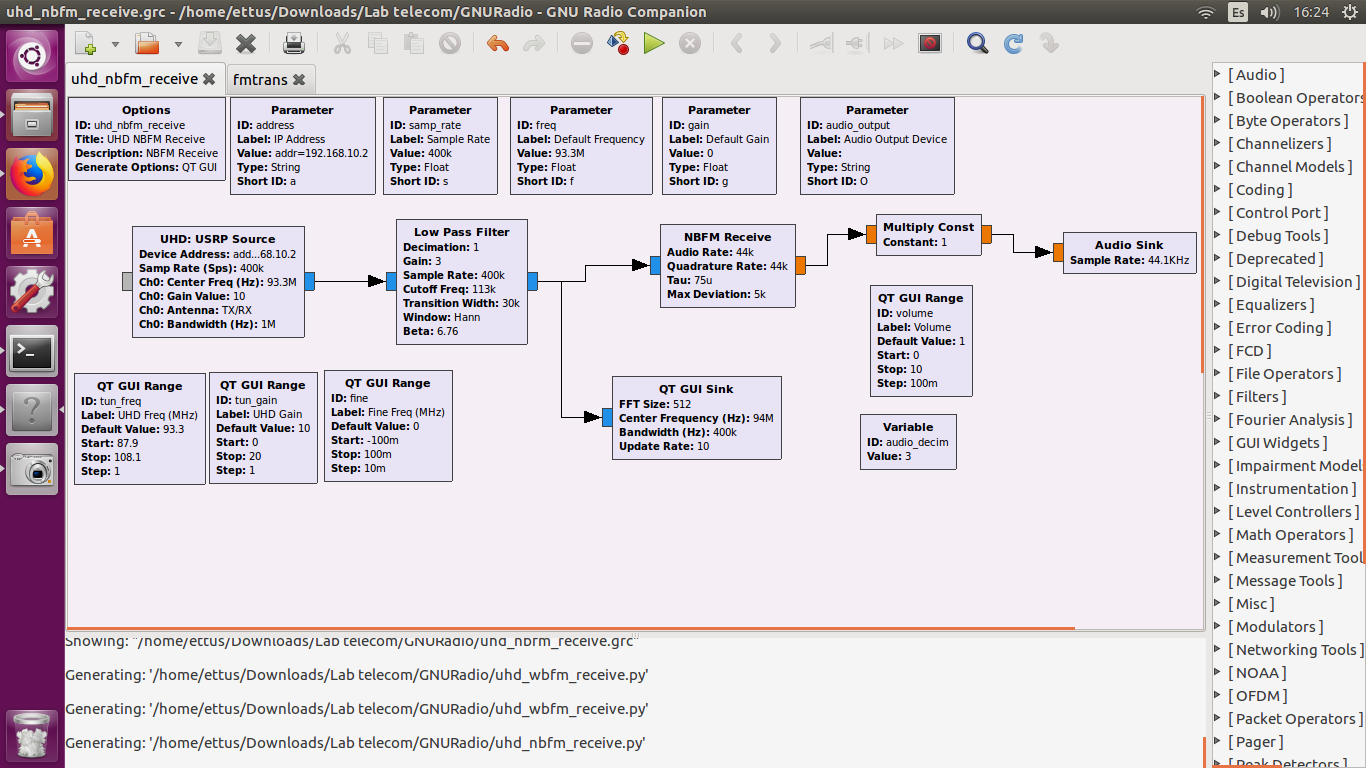 uhd_nbfm_receive.grc - /home/ettus/Downloads/Lab telecom/GNURadio - GNU Radio Companion
Es
16:24
uhd_nbfm_receive
fmtrans
Options
ID: uhd_nbfm_receive
Title: UHD NBFM Receive
Description: NBFM Receive
Generate Options: QT GUI
Parameter
ID: address
Label: IP Address
Value: addr=192.168.10.2
Type: String
Short ID: a
Parameter
ID: samp_rate
Label: Sample Rate
Value: 400k
Type: Float
Short ID: s
Parameter
ID: freq
Label: Default Frequency
Value: 93.3M
Type: Float
Short ID: f
Parameter
ID: gain
Label: Default Gain
Value: 0
Type: Float
Short ID: g
Parameter
ID: audio_output
Label: Audio Output Device
Value:
Type: String
Short ID: O
UHD: USRP Source
Device Address: add...68.10.2
Samp Rate (Sps): 400k
Ch0: Center Freq (Hz): 93.3M
Ch0: Gain Value: 10
Ch0: Antenna: TX/RX
Ch0: Bandwidth (Hz): 1M
Low Pass Filter
Decimation: 1
Gain: 3
Sample Rate: 400k
Cutoff Freq: 113k
Transition Width: 30k
Window: Hann
Beta: 6.76
NBFM Receive
Audio Rate: 44k
Quadrature Rate: 44k
Tau: 75u
Max Deviation: 5k
Multiply Const
Constant: 1
Audio Sink
Sample Rate: 44.1KHz
QT GUI Range
ID: volume
Label: Volume
Default Value: 1
Start: 0
Stop: 10
Step: 100m
QT GUI Range
ID: tun_freq
Label: UHD Freq (MHz)
Default Value: 93.3
Start: 87.9
Stop: 108.1
Step: 1
QT GUI Range
ID: tun_gain
Label: UHD Gain
Default Value: 10
Start: 0
Stop: 20
Step: 1
QT GUI Range
ID: fine
Label: Fine Freq (MHz)
Default Value: 0
Start: -100m
Stop: 100m
Step: 10m
QT GUI Sink
FFT Size: 512
Center Frequency (Hz): 94M
Bandwidth (Hz): 400k
Update Rate: 10
Variable
ID: audio_decim
Value: 3
[ Audio ]
[ Boolean Operators
[ Byte Operators ]
[ Channelizers ]
[ Channel Models ]
[ Coding ]
[ Control Port ]
[ Debug Tools ]
[ Deprecated ]
[ Digital Television ]
[ Equalizers ]
[ Error Coding ]
[ FCD ]
[ File Operators ]
[ Filters ]
[ Fourier Analysis ]
[ GUI Widgets ]
[ Impairment Model
[ Instrumentation ]
[ Level Controllers ]
[ Math Operators ]
[ Measurement Tool
[ Message Tools ]
[ Misc ]
[ Modulators ]
[ Networking Tools ]
[ NOAA ]
[ OFDM ]
[ Packet Operators ]
[ Pager ]
[ Peak Detectors ]
Showing: "/home/ettus/Downloads/Lab telecom/GNURadio/uhd_nbfm_receive.grc"
Generating: '/home/ettus/Downloads/Lab telecom/GNURadio/uhd_wbfm_receive.py'
Generating: '/home/ettus/Downloads/Lab telecom/GNURadio/uhd_wbfm_receive.py'
Generating: '/home/ettus/Downloads/Lab telecom/GNURadio/uhd_nbfm_receive.py'